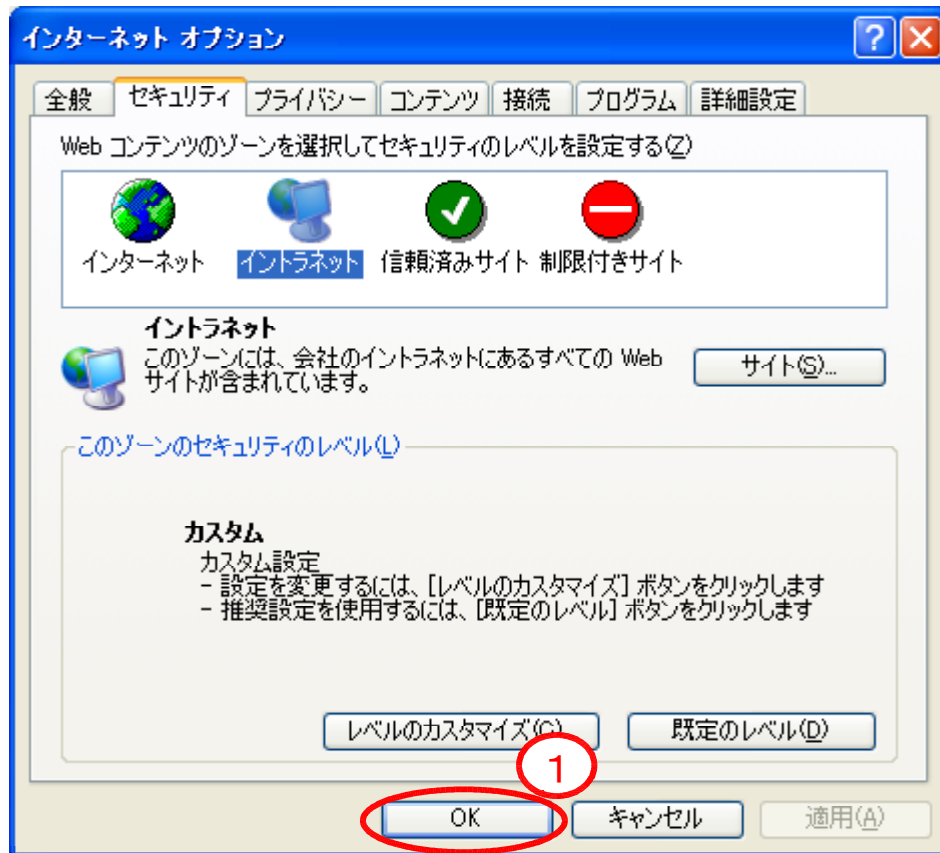 インターネット オプション
全般 セキュリティ プライバシー コンテンツ 接続 プログラム 詳細設定
Web コンテンツのゾーンを選択してセキュリティのレベルを設定する(Z)
インターネット イントラネット 信頼済みサイト 制限付きサイト
イントラネット
このゾーンには、会社のイントラネットにあるすべての Web
サイトが含まれています。
サイト(S)...
このゾーンのセキュリティのレベル(L)
カスタム
カスタム設定
- 設定を変更するには、[レベルのカスタマイズ] ボタンをクリックします
- 推奨設定を使用するには、[既定のレベル] ボタンをクリックします
レベルのカスタマイズ(C)... 既定のレベル(D)
1
OK キャンセル 適用(A)